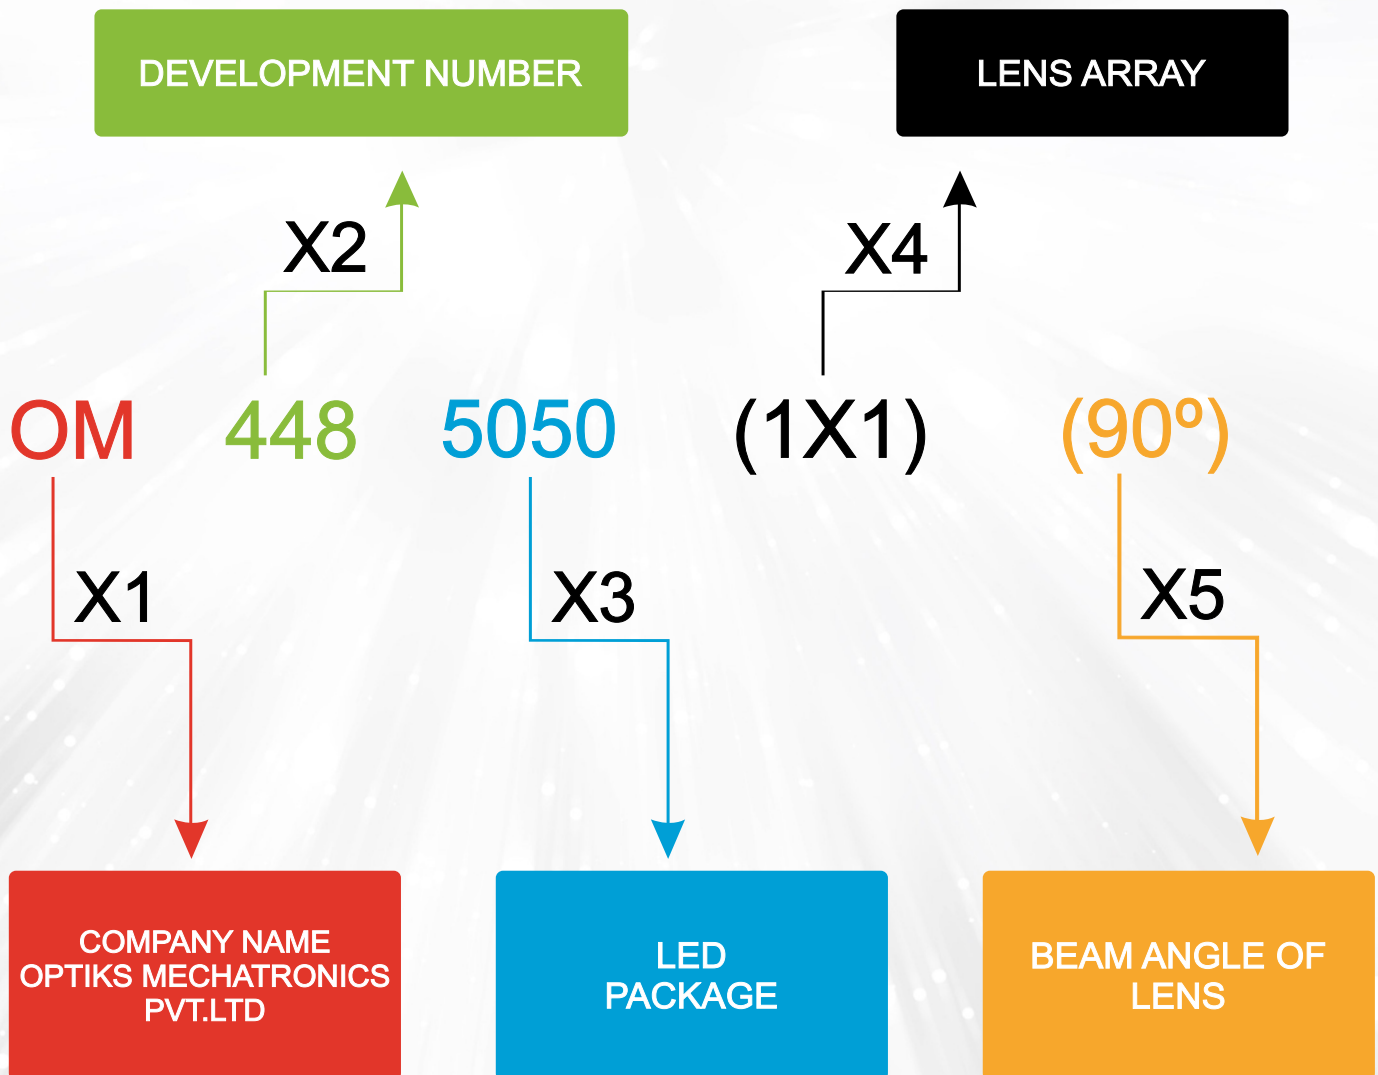 DEVELOPMENT NUMBER
LENS ARRAY
X2
X4
OM 448 5050 (1X1) (90º)
X1
X3
X5
COMPANY NAME
OPTIKS MECHATRONICS
PVT.LTD
LED
PACKAGE
BEAM ANGLE OF
LENS